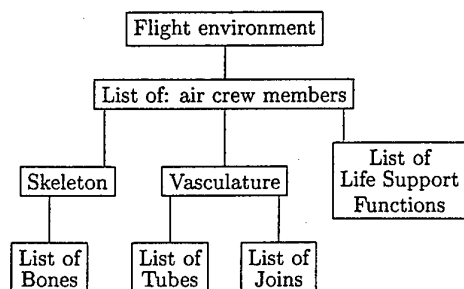 Flight environment
List of: air crew members
Skeleton
Vasculature
List of
Life Support
Functions
List of
Bones
List of
Tubes
List of
Joins